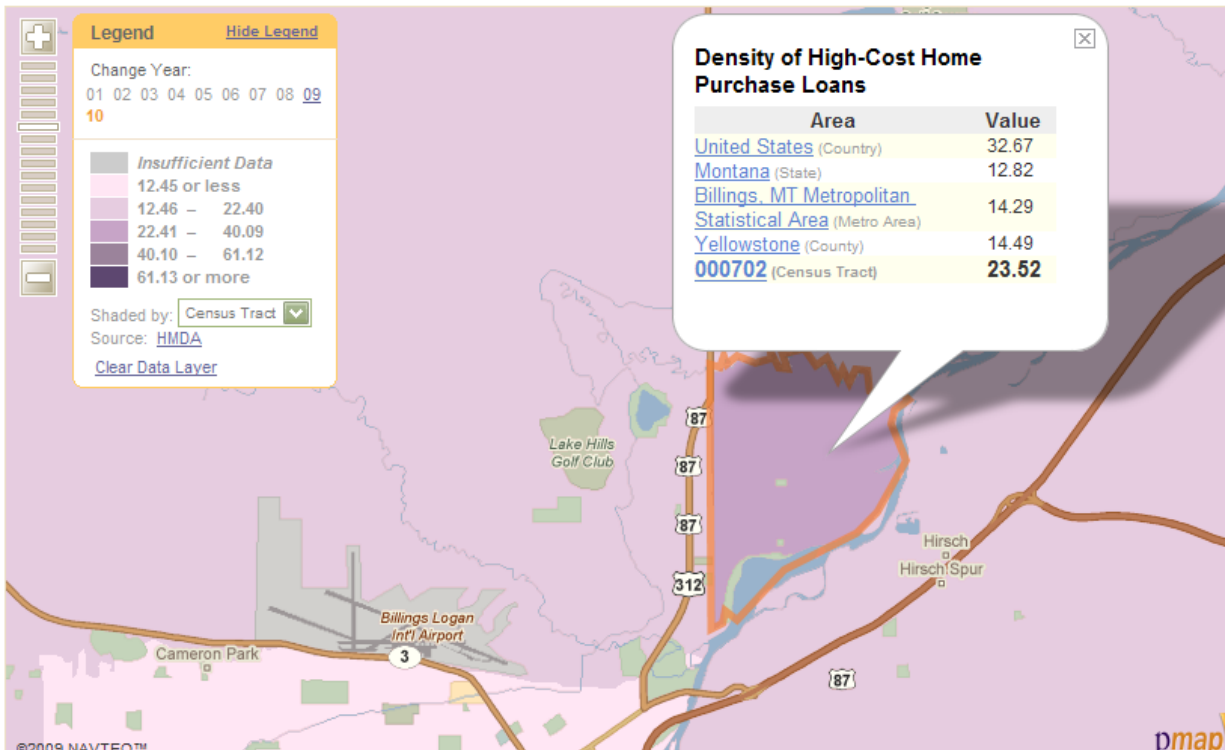 Legend Hide Legend
Change Year:
01 02 03 04 05 06 07 08 09
10
Insufficient Data
12.45 or less
12.46 – 22.40
22.41 – 40.09
40.10 – 61.12
61.13 or more
Shaded by: Census Tract
Source: HMDA
Clear Data Layer
Density of High-Cost Home
Purchase Loans
Area Value
United States (Country) 32.67
Montana (State) 12.82
Billings, MT Metropolitan
Statistical Area (Metro Area) 14.29
Yellowstone (County) 14.49
000702 (Census Tract) 23.52
87
Lake Hills
Golf Club
87
87
Hirsch
Hirsch Spur
312
Billings Logan
Int'l Airport
3
Cameron Park
87
©2009 NAVTEQ™
pmap